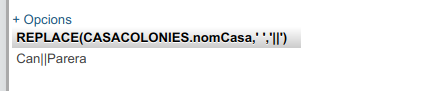 + Opcions
REPLACE(CASACOLONIES.nomCasa,' ','||')
Can||Parera